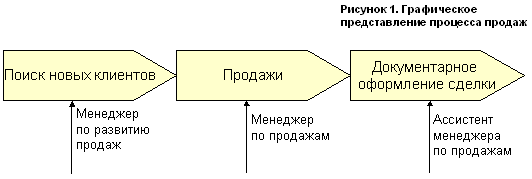 Рисунок 1. Графическое
представление процесса продаж
Поиск новых клиентов
Продажи
Документарное
оформление сделки
Менеджер
по развитию
продаж
Менеджер
по продажам
Ассистент
менеджера
по продажам